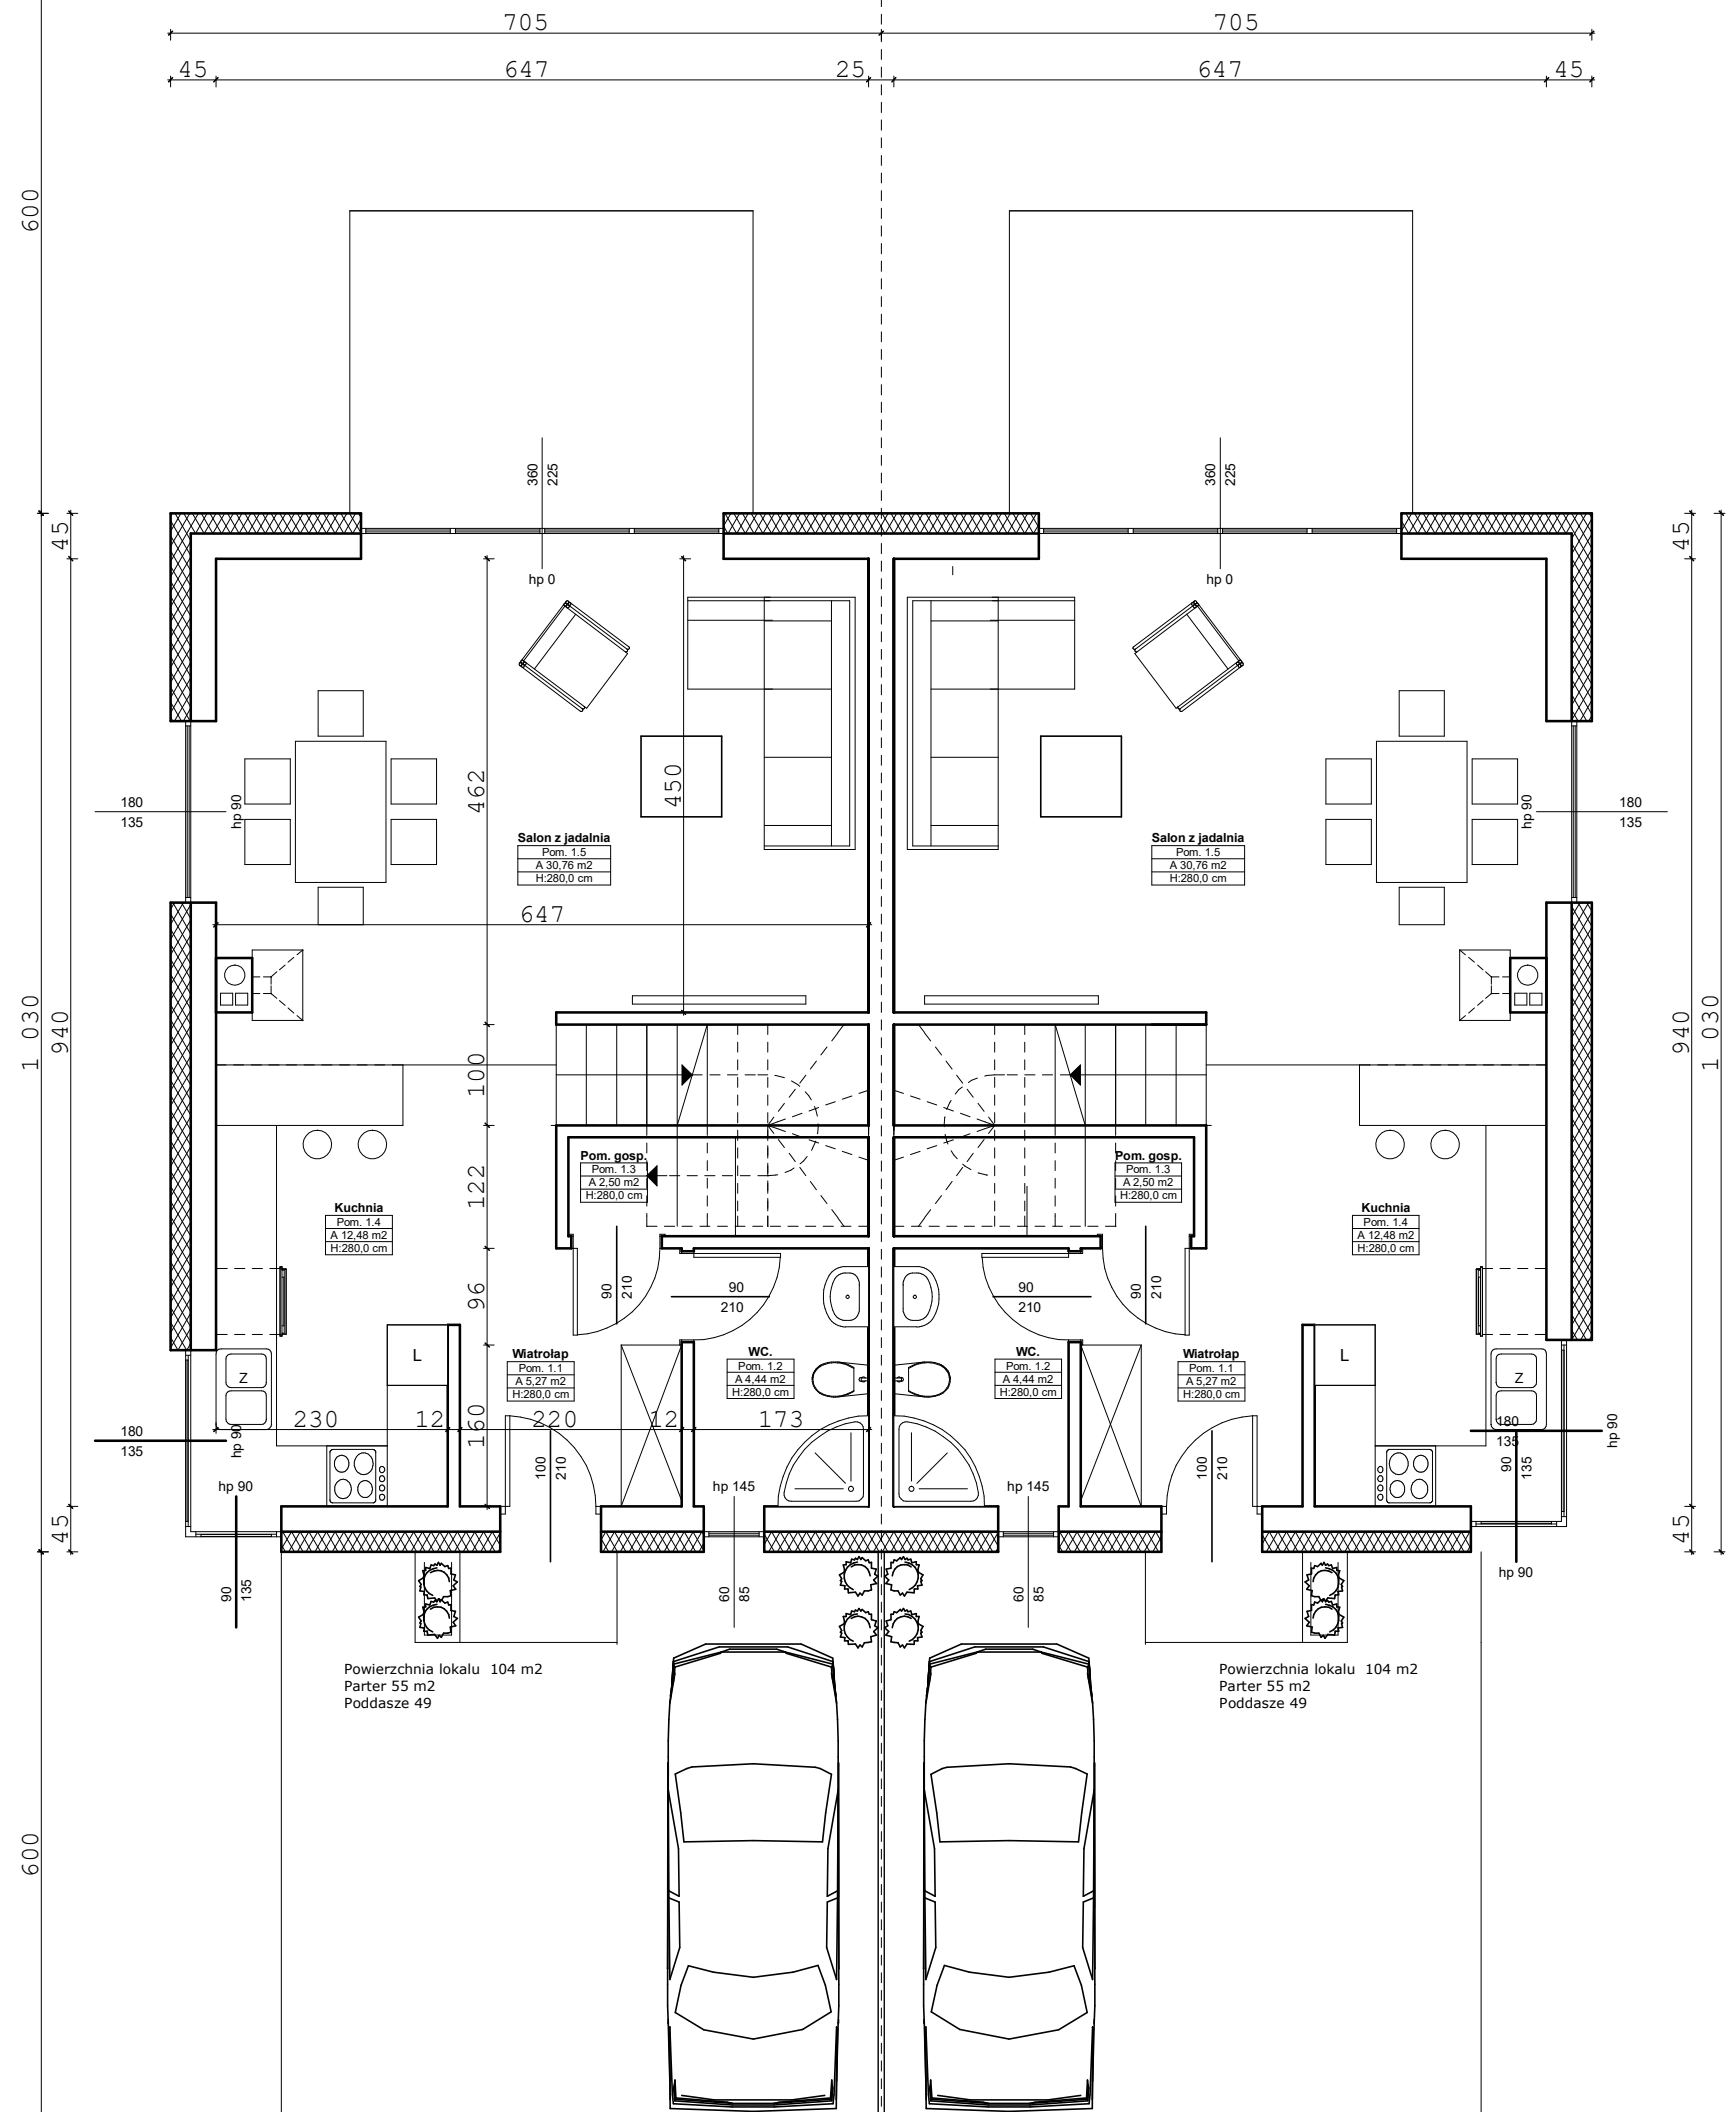 705 705
45 647 25 647 45
600
360 225
360 225
45
45
hp 0
hp 0
462
450
180
135
hp 90
hp 90
180
135
Salon z jadalnia
Pom. 1.5
A 30,76 m2
H:280,0 cm
Salon z jadalnia
Pom. 1.5
A 30,76 m2
H:280,0 cm
647
1 030
940
940
1 030
100
122
Pom. gosp.
Pom. 1.3
A 2,50 m2
H:280,0 cm
Pom. gosp.
Pom. 1.3
A 2,50 m2
H:280,0 cm
Kuchnia
Pom. 1.4
A 12,48 m2
H:280,0 cm
Kuchnia
Pom. 1.4
A 12,48 m2
H:280,0 cm
96
90
210
90
210
90
210
90
210
L
Z
Wiatrołap
Pom. 1.1
A 5,27 m2
H:280,0 cm
WC.
Pom. 1.2
A 4,44 m2
H:280,0 cm
WC.
Pom. 1.2
A 4,44 m2
H:280,0 cm
Wiatrołap
Pom. 1.1
A 5,27 m2
H:280,0 cm
L
Z
230 12 160 220 12 173
180
135
hp 90
180
135
hp 90
100
210
100
210
90
135
hp 90
hp 145
hp 145
45
45
90
135
60
85
60
85
hp 90
Powierzchnia lokalu 104 m2
Parter 55 m2
Poddasze 49
Powierzchnia lokalu 104 m2
Parter 55 m2
Poddasze 49
600